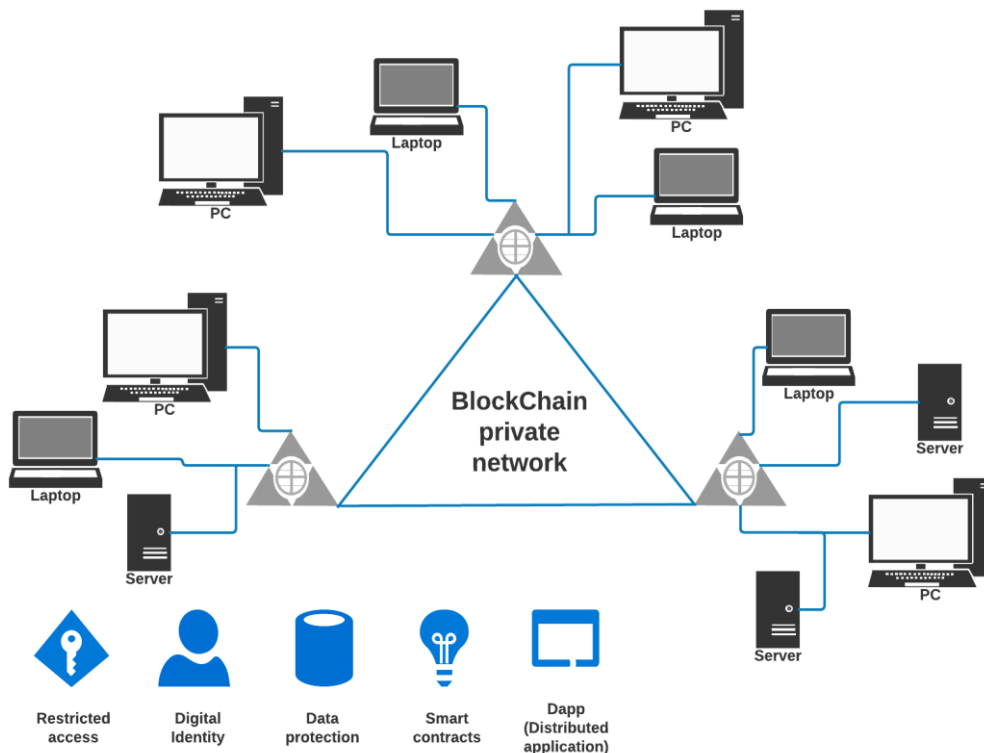 Laptop
PC
PC
Laptop
PC
Laptop
BlockChain
private
network
Server
Laptop
Server
PC
Server
Restricted
access
Digital
Identity
Data
protection
Smart
contracts
Dapp
(Distributed
application)